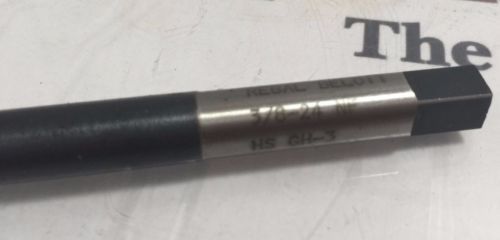 The
REGAL BELOIT
3/8-24 NF
HS GH-3